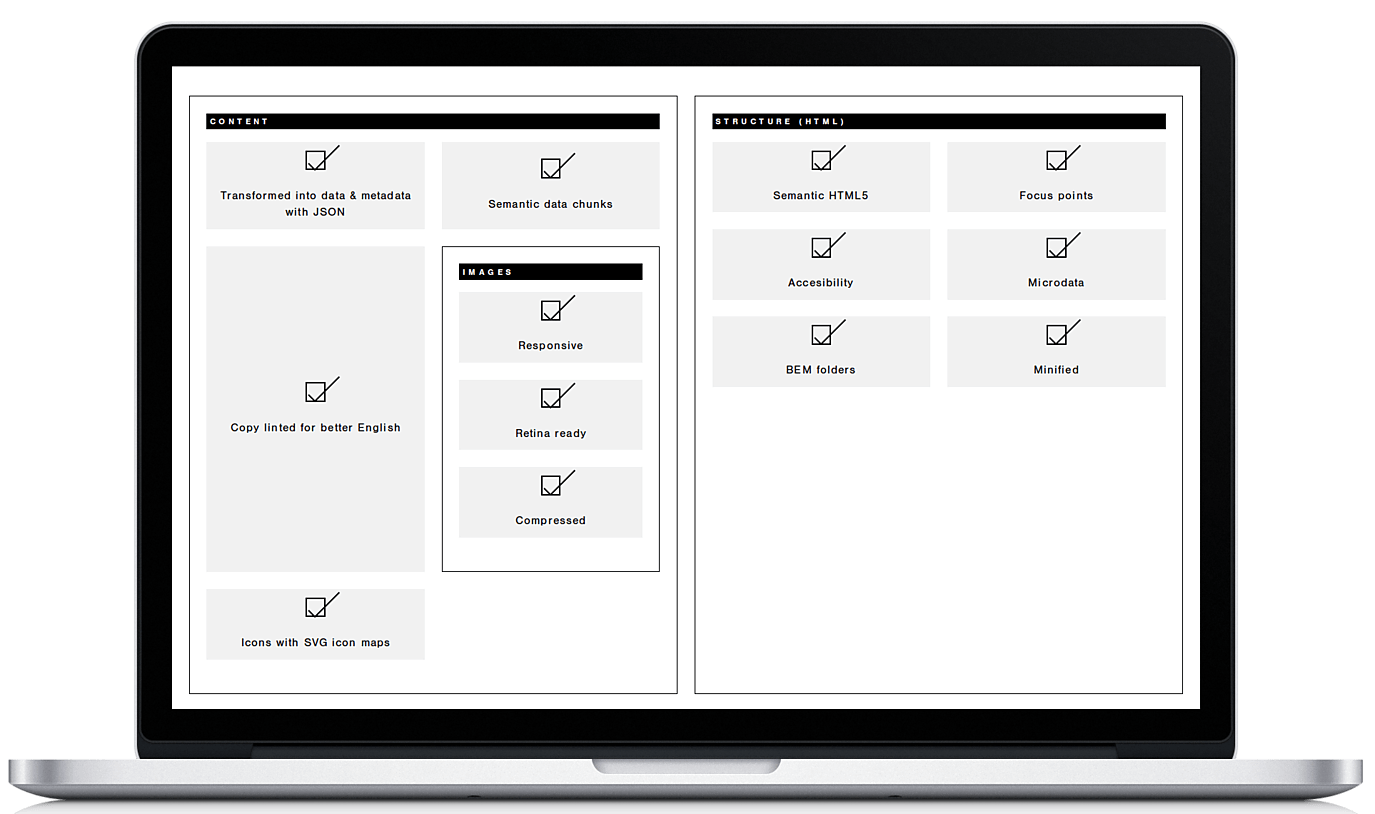 CONTENT
Transformed into data & metadata
with JSON
Semantic data chunks
Copy linted for better English
IMAGES
Responsive
Retina ready
Compressed
Icons with SVG icon maps
STRUCTURE (HTML)
Semantic HTML5
Focus points
Accesibility
Microdata
BEM folders
Minified